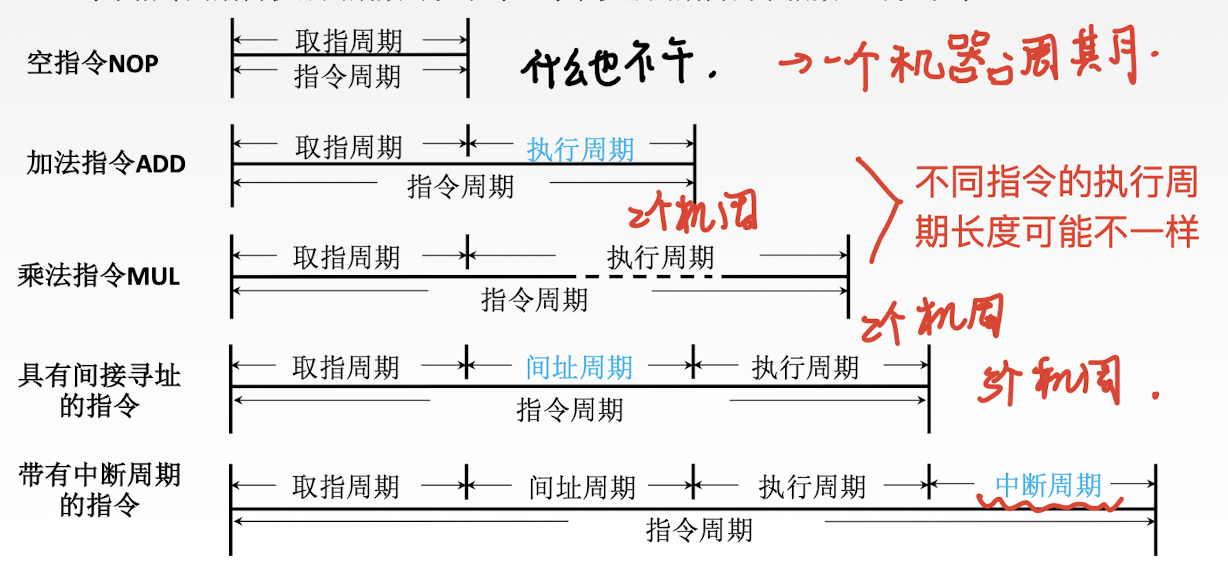 空指令NOP
取指周期
指令周期
什么也不干.
→一个机器周期.
加法指令ADD
取指周期
执行周期
指令周期
2个机周
不同指令的执行周
期长度可能不一样
乘法指令MUL
取指周期
执行周期
指令周期
2个机周
具有间接寻址
的指令
取指周期
间址周期
执行周期
指令周期
3个机周.
带有中断周期
的指令
取指周期
间址周期
执行周期
中断周期
指令周期